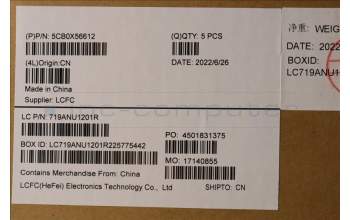 (P)P/N: 5CB0X56612
(Q)QTY: 5 PCS
(4L)Origin:CN
DATE: 2022/6/26
Made in China
Supplier: LCFC
净重: WEIG
DATE: 2022
BOXID:
LC719ANU1
LC P/N: 719ANU1201R
PO: 4501831375
BOX ID: LC719ANU1201R225775442
MO: 17140855
Contains Merchandise From: China
LCFC(HeFei) Electronics Technology Co., Ltd
SHIPTO: CN